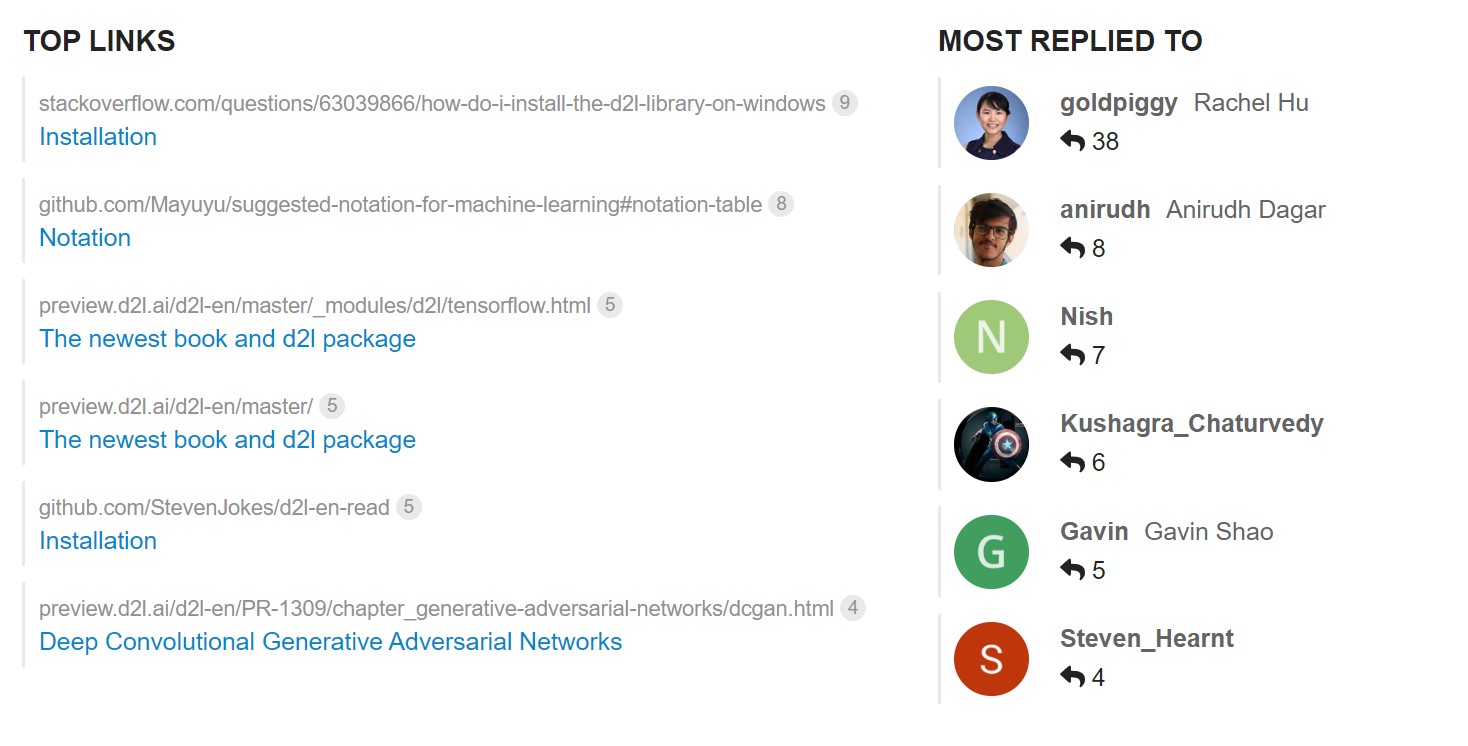 TOP LINKS
stackoverflow.com/questions/63039866/how-do-i-install-the-d2l-library-on-windows 9
Installation
github.com/Mayuyu/suggested-notation-for-machine-learning#notation-table 8
Notation
preview.d2l.ai/d2l-en/master/_modules/d2l/tensorflow.html 5
The newest book and d2l package
preview.d2l.ai/d2l-en/master/ 5
The newest book and d2l package
github.com/StevenJokes/d2l-en-read 5
Installation
preview.d2l.ai/d2l-en/PR-1309/chapter_generative-adversarial-networks/dcgan.html 4
Deep Convolutional Generative Adversarial Networks
MOST REPLIED TO
goldpiggy Rachel Hu
38
anirudh Anirudh Dagar
8
N
Nish
7
Kushagra_Chaturvedy
6
G
Gavin Gavin Shao
5
S
Steven_Hearnt
4